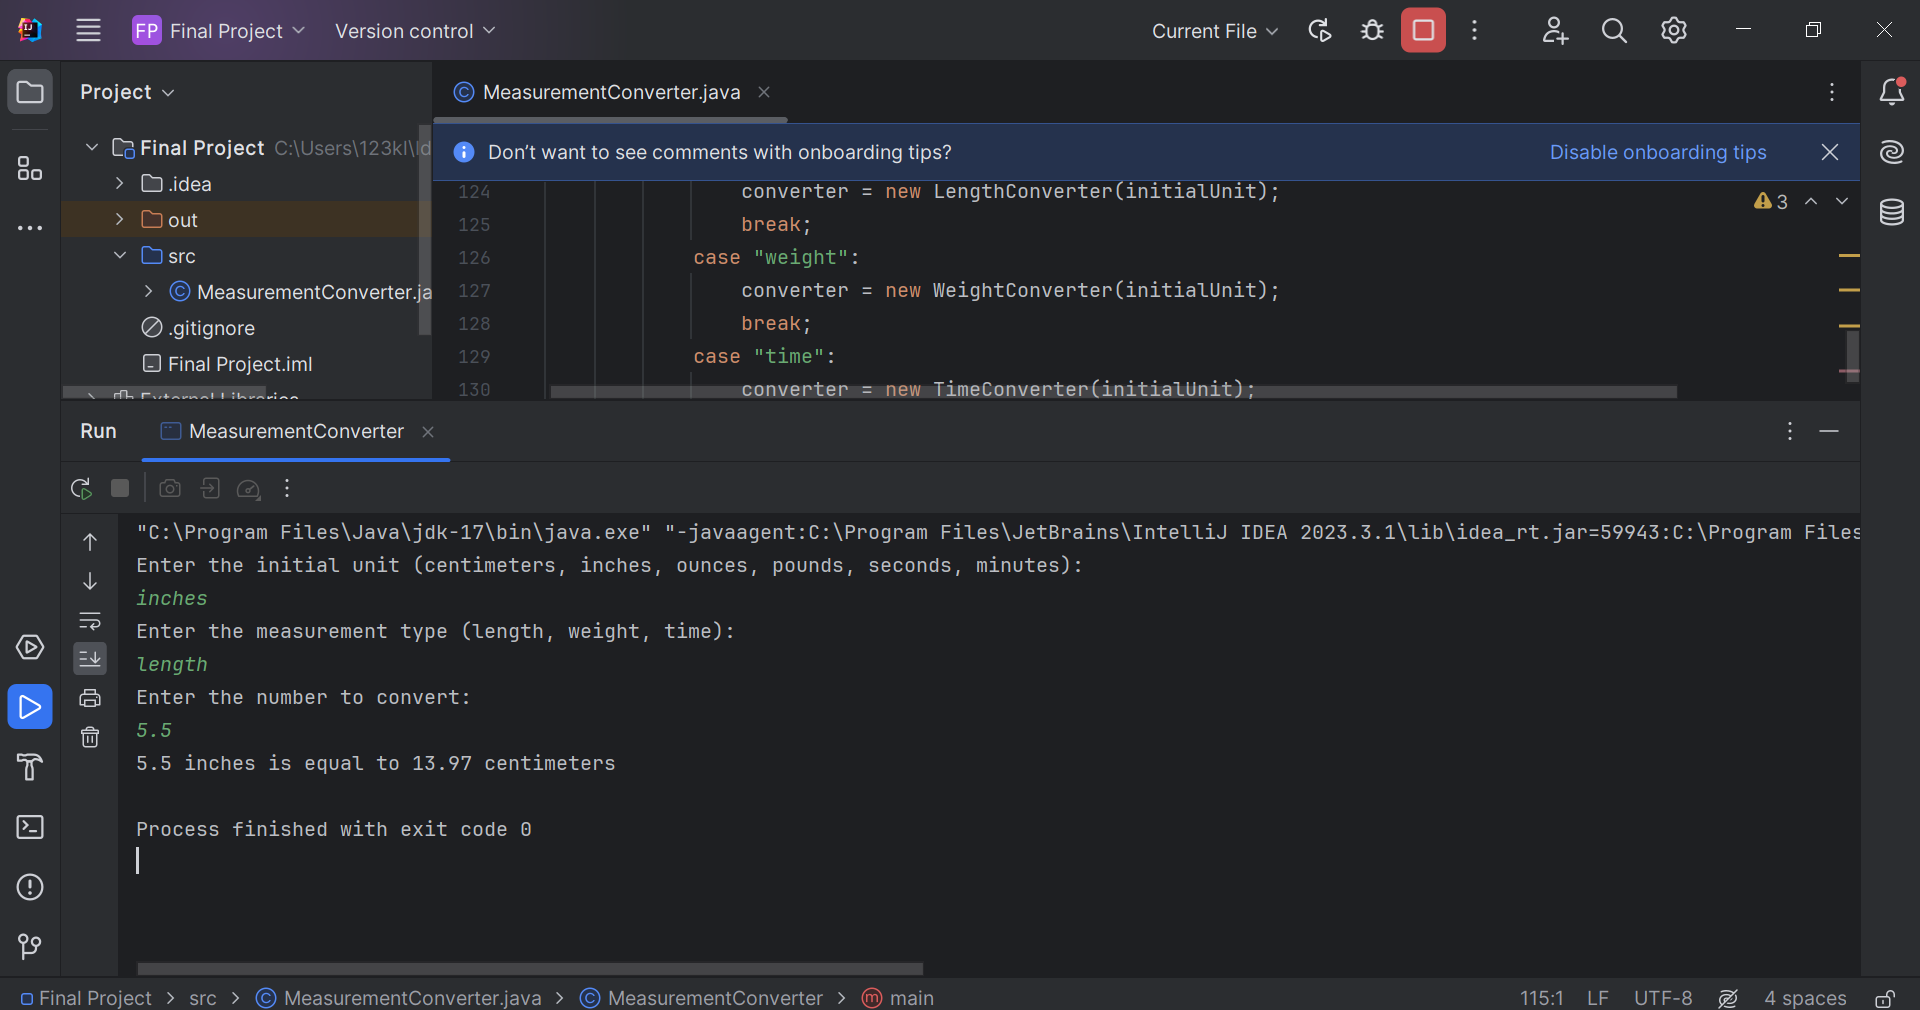 FP Final Project
Version control
Current File
Project
MeasurementConverter.java
Final Project C:\Users\123kl\Id
.idea
out
src
MeasurementConverter.ja
.gitignore
Final Project.iml
External Libraries
Don't want to see comments with onboarding tips?
Disable onboarding tips
3
124 converter = new LengthConverter(initialUnit);
125 break;
126 case "weight":
127 converter = new WeightConverter(initialUnit);
128 break;
129 case "time":
130 converter = new TimeConverter(initialUnit);
Run
MeasurementConverter
"C:\Program Files\Java\jdk-17\bin\java.exe" "-javaagent:C:\Program Files\JetBrains\IntelliJ IDEA 2023.3.1\lib\idea_rt.jar=59943:C:\Program Files
Enter the initial unit (centimeters, inches, ounces, pounds, seconds, minutes):
inches
Enter the measurement type (length, weight, time):
length
Enter the number to convert:
5.5
5.5 inches is equal to 13.97 centimeters
Process finished with exit code 0
Final Project > src > MeasurementConverter.java > MeasurementConverter > main
115:1 LF UTF-8 4 spaces